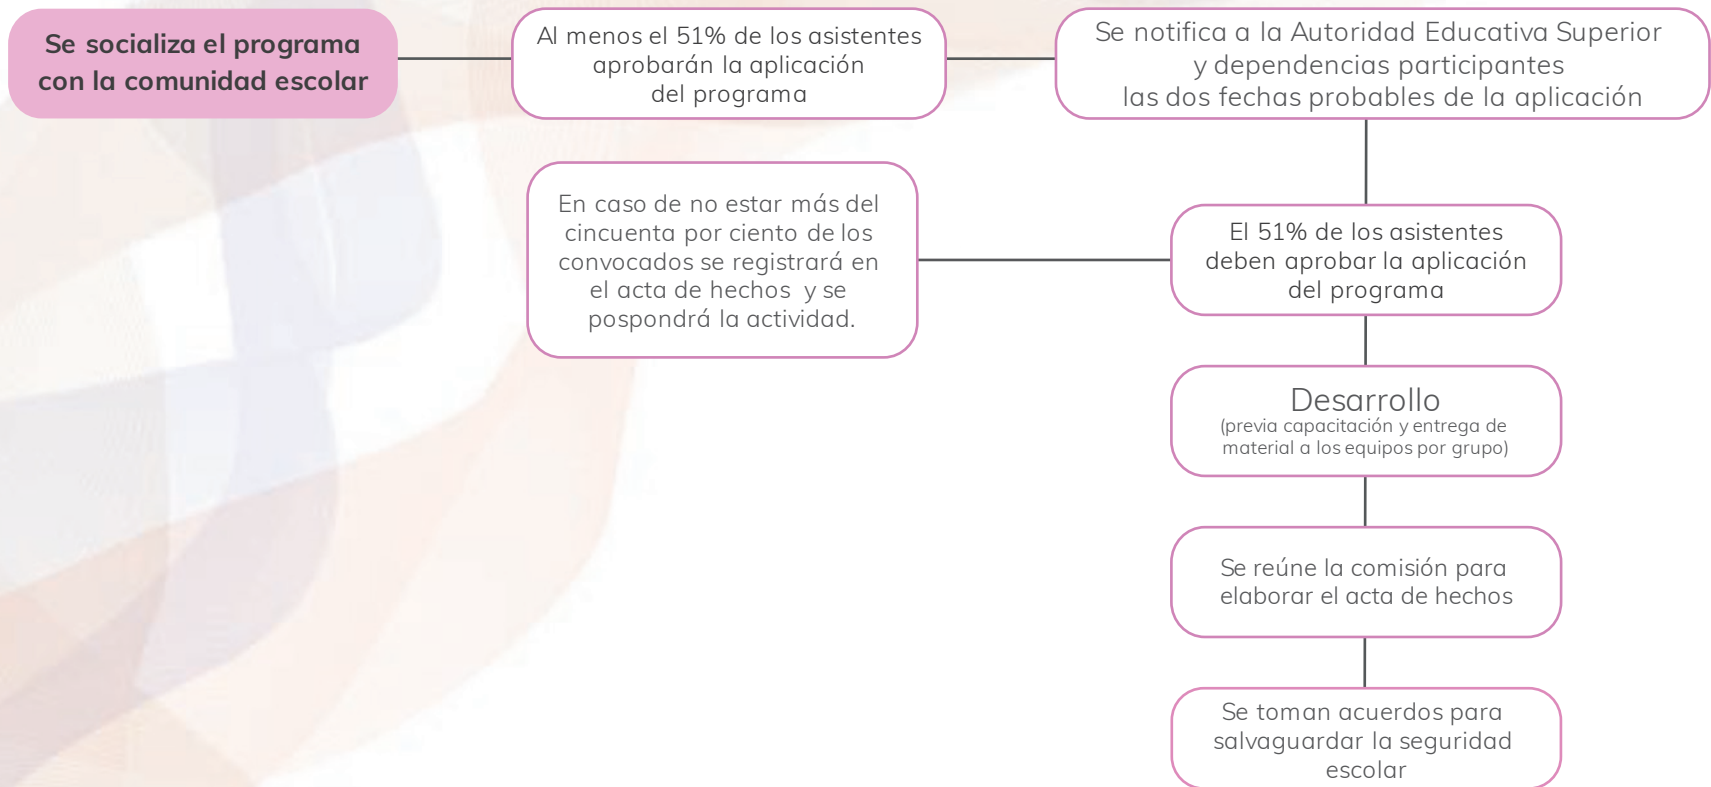 Se socializa el programa
con la comunidad escolar
Al menos el 51% de los asistentes
aprobarán la aplicación
del programa
Se notifica a la Autoridad Educativa Superior
y dependencias participantes
las dos fechas probables de la aplicación
En caso de no estar más del
cincuenta por ciento de los
convocados se registrará en
el acta de hechos y se
pospondrá la actividad.
El 51% de los asistentes
deben aprobar la aplicación
del programa
Desarrollo
(previa capacitación y entrega de
material a los equipos por grupo)
Se reúne la comisión para
elaborar el acta de hechos
Se toman acuerdos para
salvaguardar la seguridad
escolar